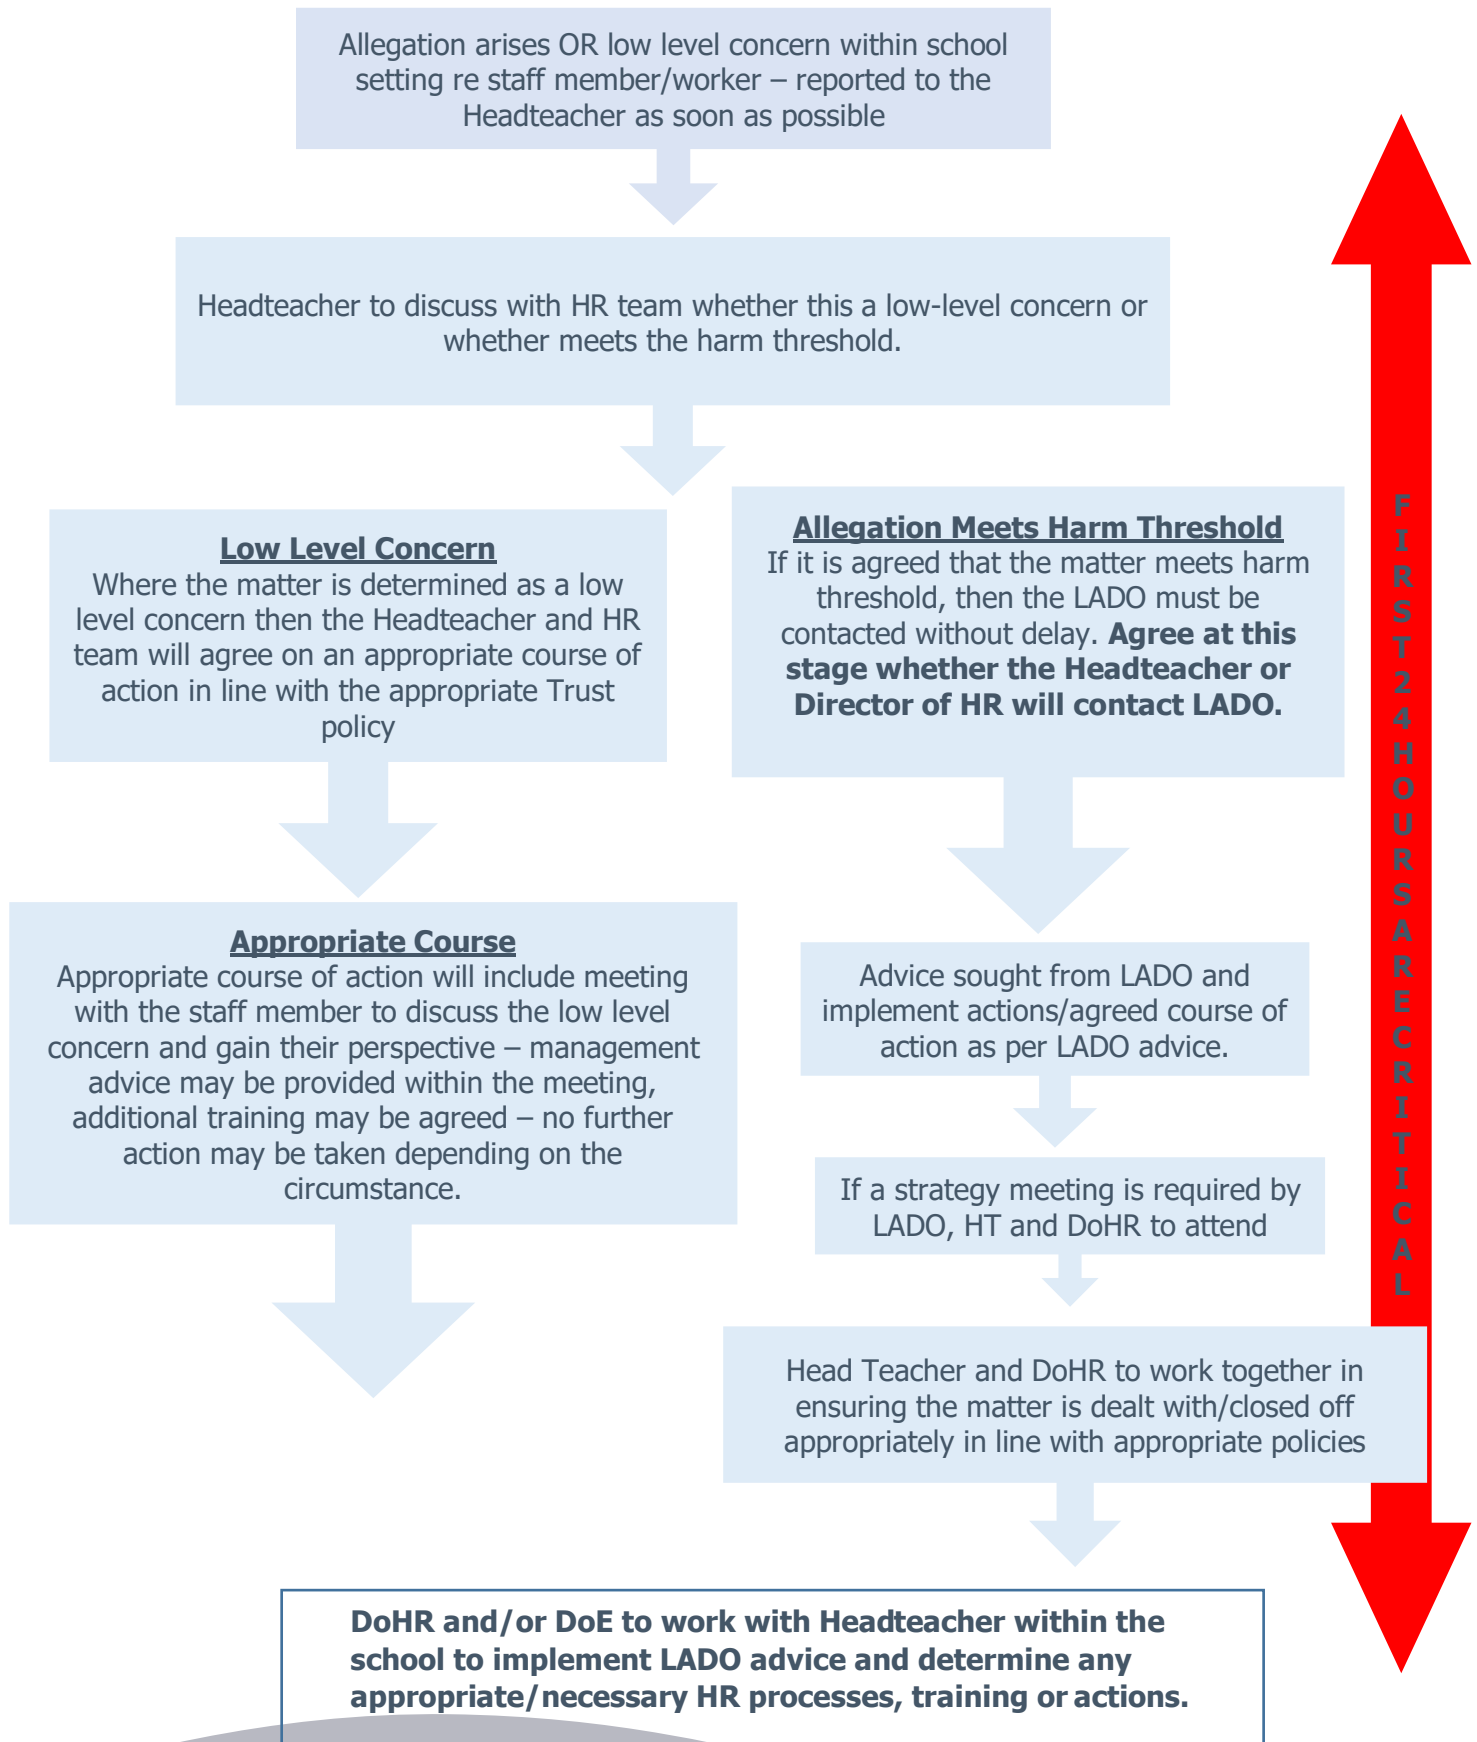 Allegation arises OR low level concern within school
setting re staff member/worker – reported to the
Headteacher as soon as possible
Headteacher to discuss with HR team whether this a low-level concern or
whether meets the harm threshold.
Low Level Concern
Where the matter is determined as a low
level concern then the Headteacher and HR
team will agree on an appropriate course of
action in line with the appropriate Trust
policy
Allegation Meets Harm Threshold
If it is agreed that the matter meets harm
threshold, then the LADO must be
contacted without delay. Agree at this
stage whether the Headteacher or
Director of HR will contact LADO.
Appropriate Course
Appropriate course of action will include meeting
with the staff member to discuss the low level
concern and gain their perspective – management
advice may be provided within the meeting,
additional training may be agreed – no further
action may be taken depending on the
circumstance.
Advice sought from LADO and
implement actions/agreed course of
action as per LADO advice.
If a strategy meeting is required by
LADO, HT and DoHR to attend
Head Teacher and DoHR to work together in
ensuring the matter is dealt with/closed off
appropriately in line with appropriate policies
DoHR and/or DoE to work with Headteacher within the
school to implement LADO advice and determine any
appropriate/necessary HR processes, training or actions.
FIRST24HOURSARECRITICAL